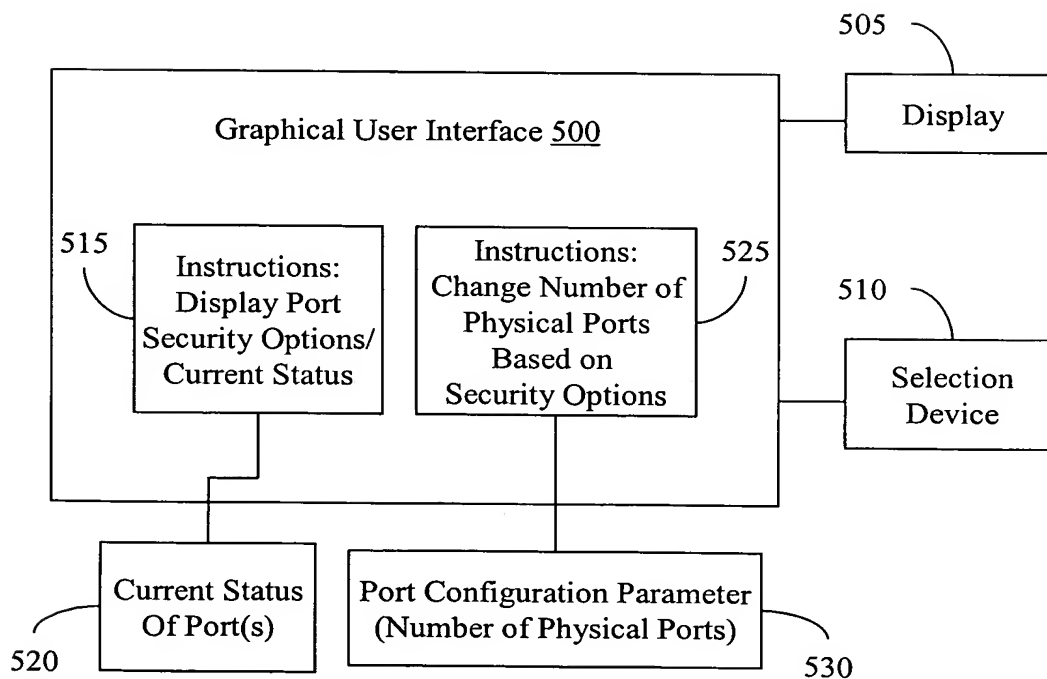 505
Display
Graphical User Interface 500
515
Instructions:
Display Port
Security Options/
Current Status
Instructions:
Change Number of
Physical Ports
Based on
Security Options
525
510
Selection
Device
Current Status
Of Port(s)
520
Port Configuration Parameter
(Number of Physical Ports)
530